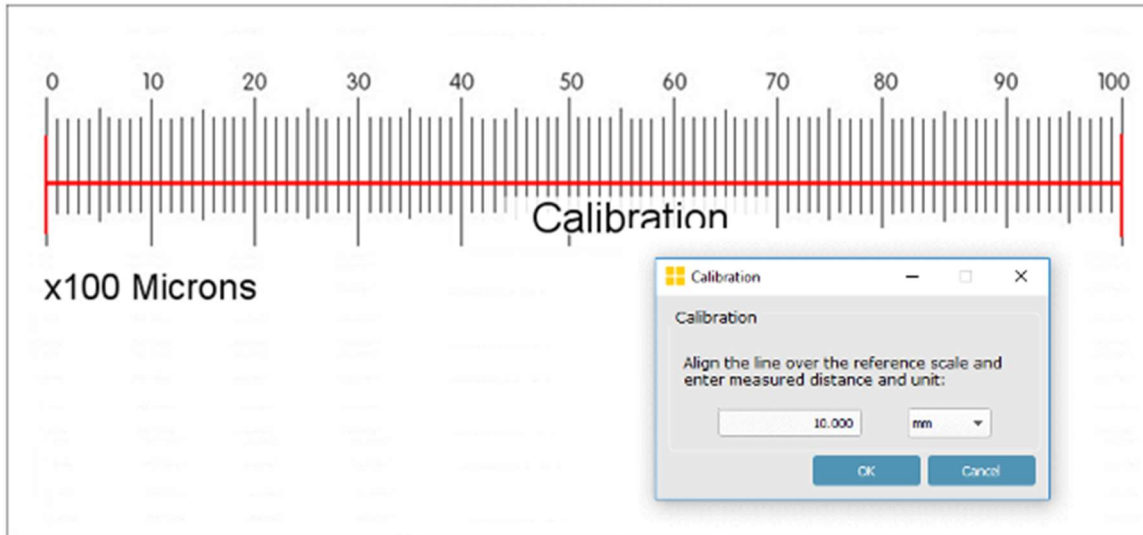 0 10 20 30 40 50 60 70 80 90 100
Calibration
x100 Microns
Calibration
Calibration
Align the line over the reference scale and
enter measured distance and unit:
10.000 mm
OK Cancel